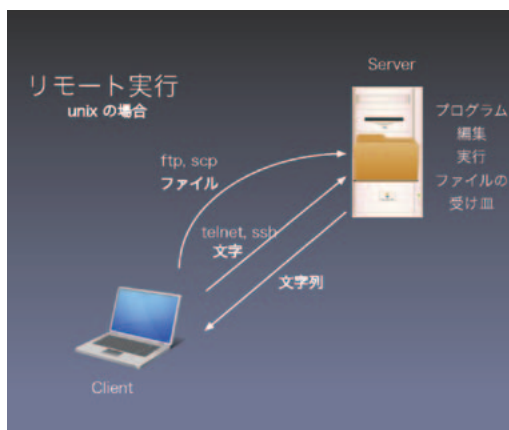 リモート実行
unix の場合
Server
プログラム
編集
実行
ファイルの
受け皿
ftp, scp
ファイル
telnet, ssh
文字
文字列
Client